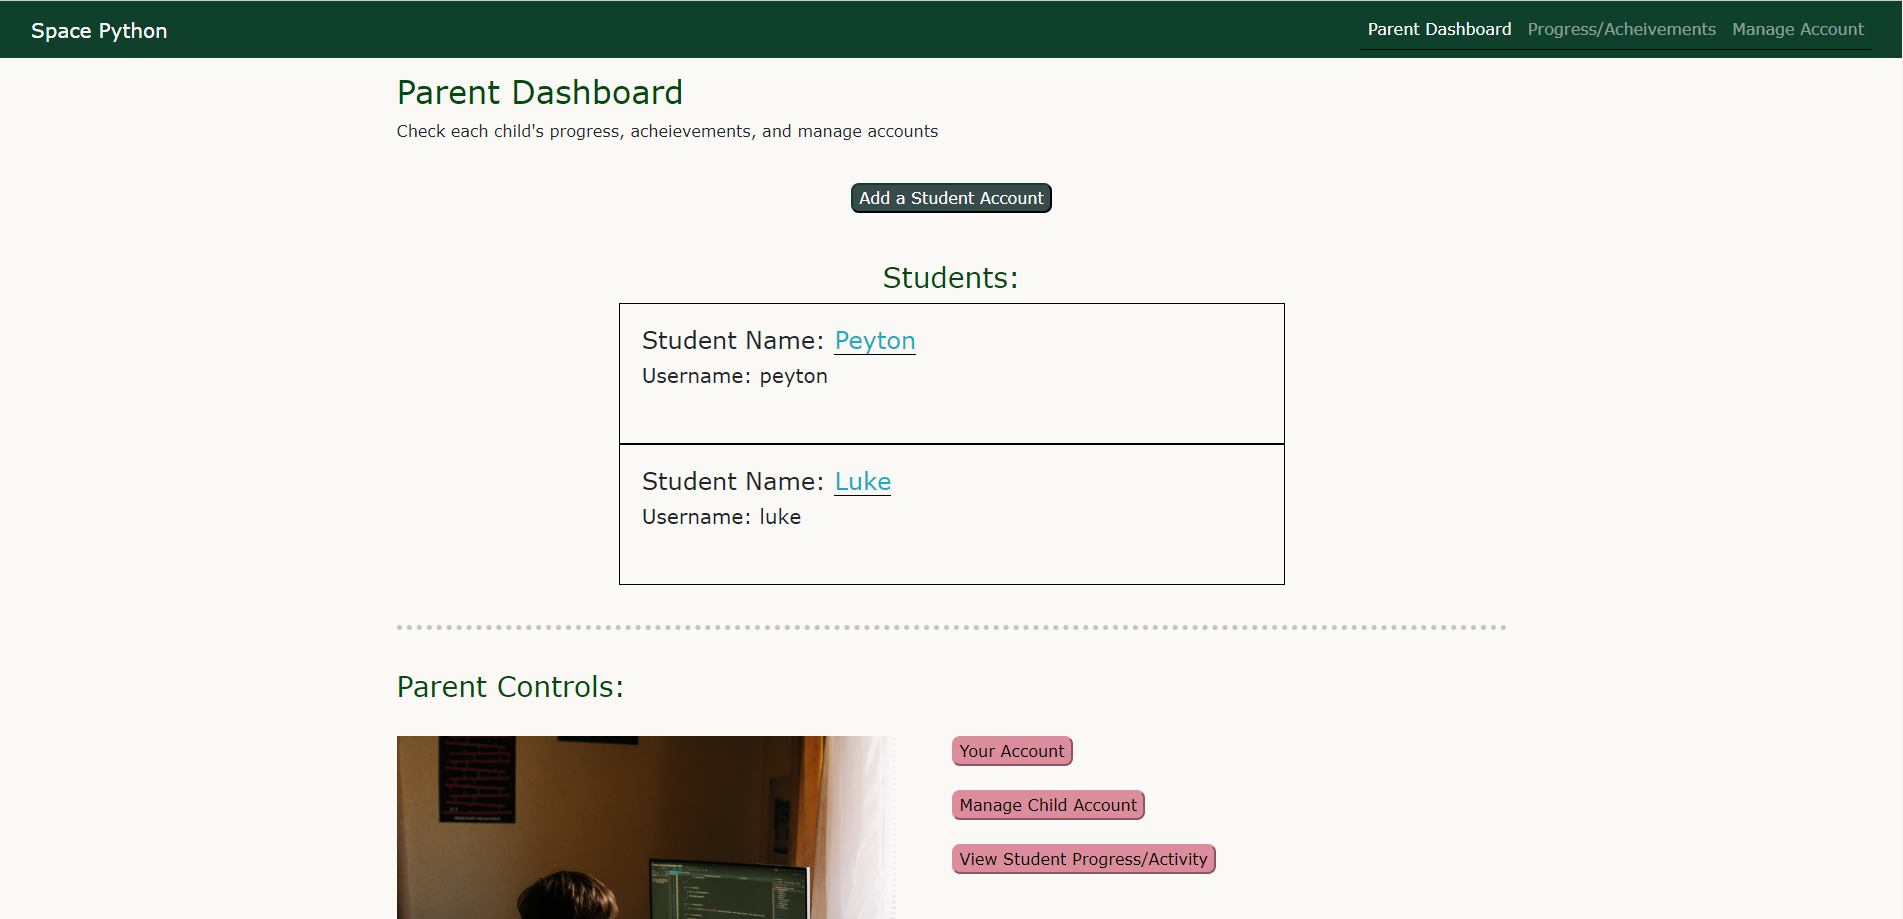 Space Python
Parent Dashboard Progress/Acheivements Manage Account
Parent Dashboard
Check each child's progress, acheievements, and manage accounts
Add a Student Account
Students:
Student Name: Peyton
Username: peyton
Student Name: Luke
Username: luke
Parent Controls:
Your Account
Manage Child Account
View Student Progress/Activity